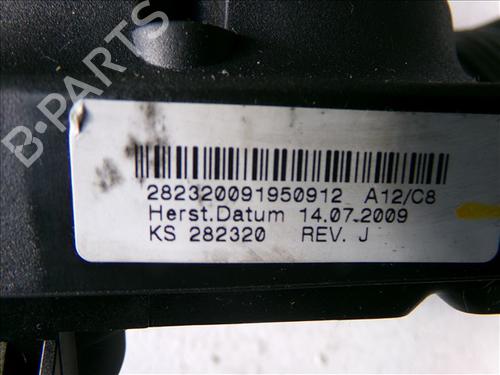 B-PARTS
282320091950912 A12/C8
Herst.Datum 14.07.2009
KS 282320 REV. J